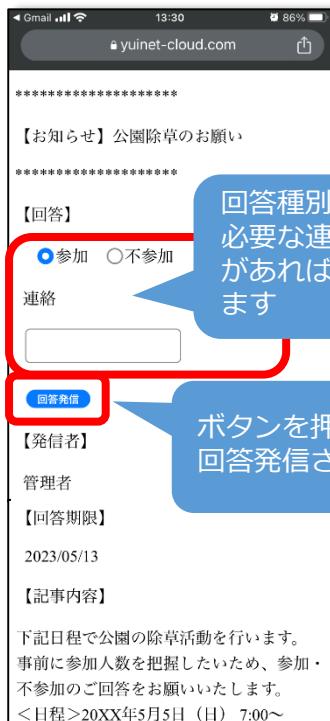 Gmail 13:30 86%
yuinet-cloud.com
********************
【お知らせ】公園除草のお願い
********************
【回答】
参加 不参加
連絡
回答種別
必要な連
があれば
ます
回答発信
ボタンを押
回答発信さ
【発信者】
管理者
【回答期限】
2023/05/13
【記事内容】
下記日程で公園の除草活動を行います。
事前に参加人数を把握したいため、参加・
不参加のご回答をお願いいたします。
<日程>20XX年5月5日（日） 7:00～